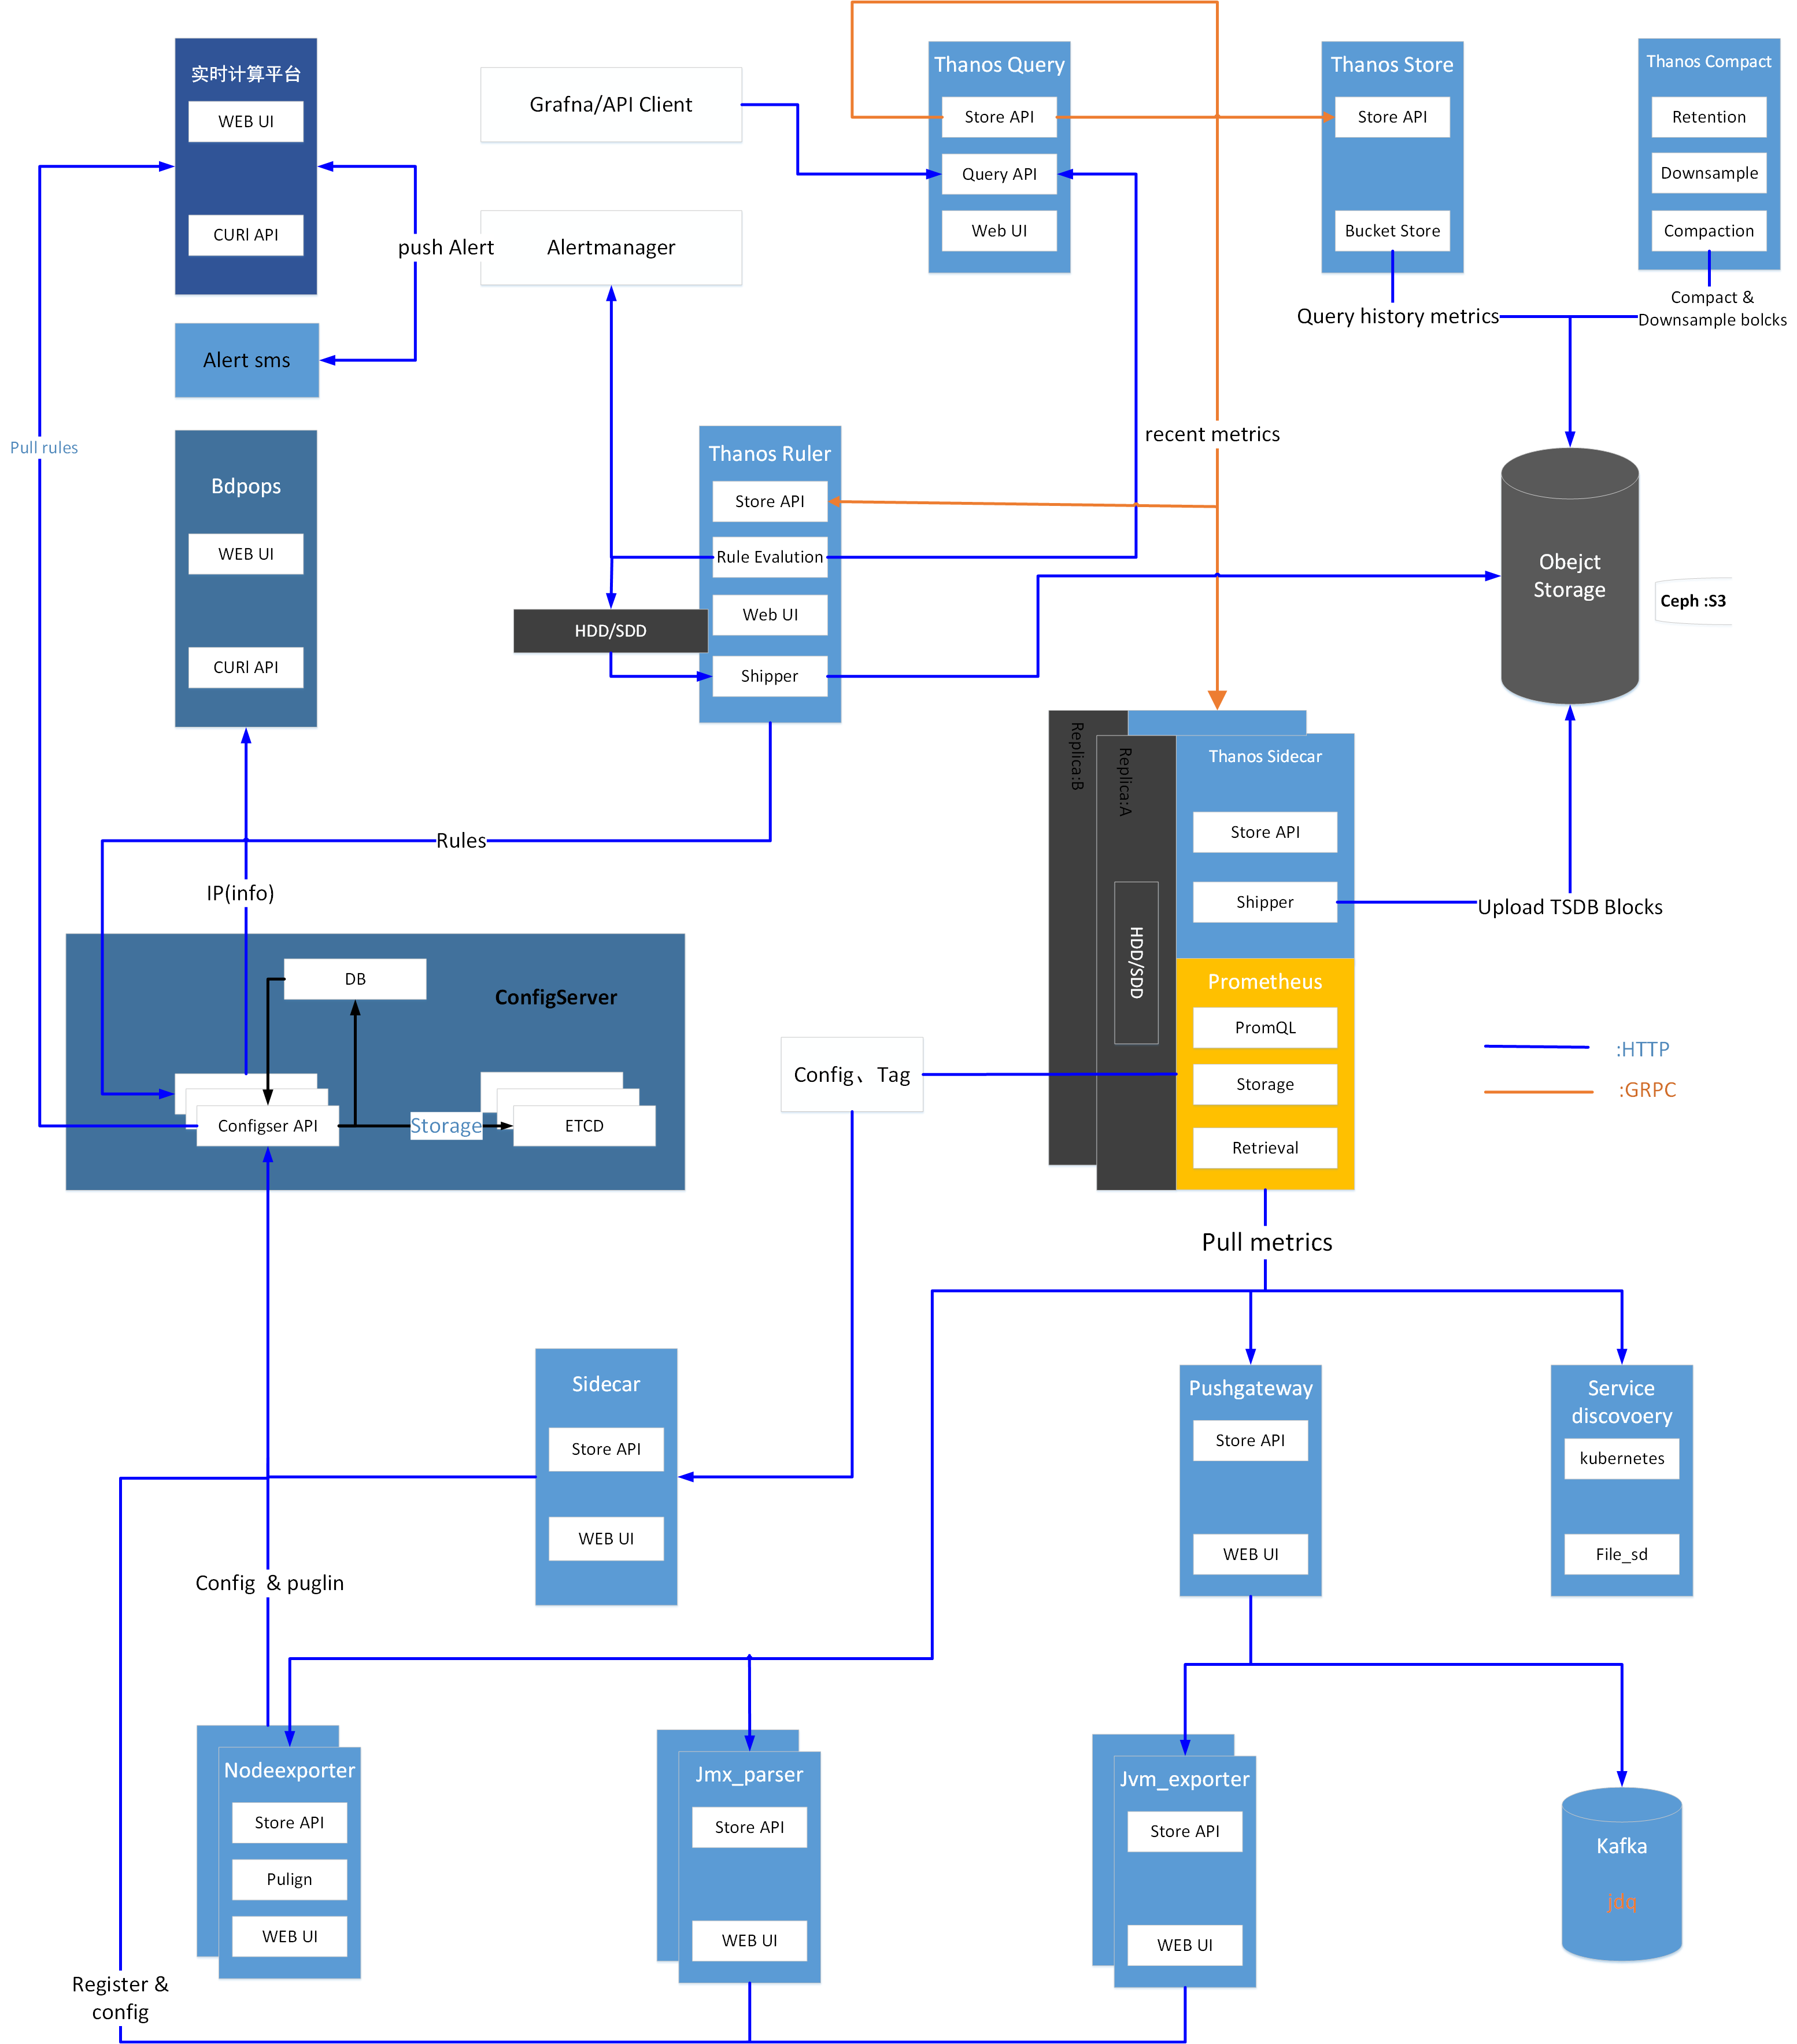 实时计算平台
WEB UI
CURl API
Alert sms
push Alert
Grafna/API Client
Alertmanager
Thanos Query
Store API
Query API
Web UI
Thanos Store
Store API
Bucket Store
Thanos Compact
Retention
Downsample
Compaction
Query history metrics
Compact &
Downsample bolcks
Pull rules
Bdpops
WEB UI
CURl API
Thanos Ruler
Store API
Rule Evalution
Web UI
Shipper
HDD/SDD
recent metrics
Obejct
Storage
Ceph :S3
Replica:B
Replica:A
HDD/SDD
Thanos Sidecar
Store API
Shipper
Upload TSDB Blocks
Prometheus
PromQL
Storage
Retrieval
Rules
IP(info)
DB
ConfigServer
Configser API
Storage
ETCD
Config、Tag
:HTTP
:GRPC
Pull metrics
Sidecar
Store API
WEB UI
Pushgateway
Store API
WEB UI
Service
discovoery
kubernetes
File_sd
Config & puglin
Nodeexporter
Store API
Pulign
WEB UI
Jmx_parser
Store API
WEB UI
Jvm_exporter
Store API
WEB UI
Kafka
jdq
Register &
config